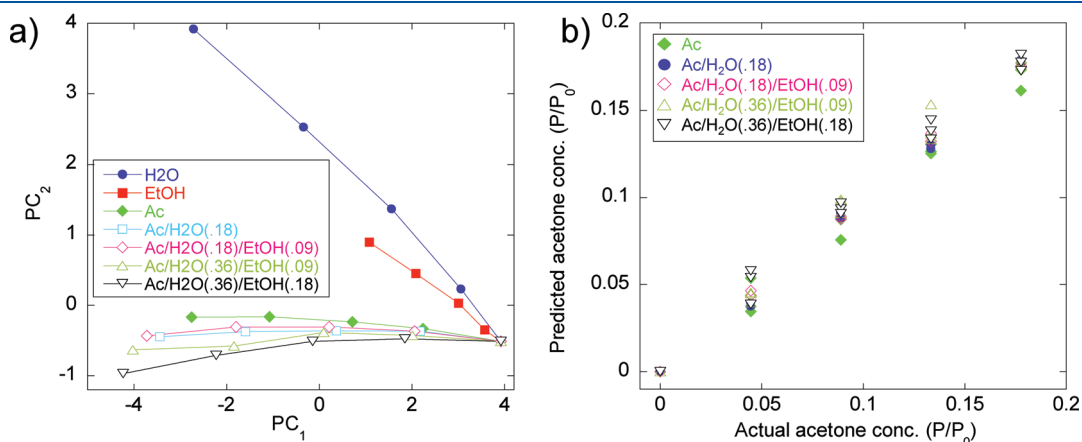 a)
PC2
4
3
2
1
0
-1
H2O
EtOH
Ac
Ac/H2O(.18)
Ac/H2O(.18)/EtOH(.09)
Ac/H2O(.36)/EtOH(.09)
Ac/H2O(.36)/EtOH(.18)
-4 -2 0 2 4
PC1
b)
Predicted acetone conc. (P/P0)
0.2
0.15
0.1
0.05
0
Ac
Ac/H2O(.18)
Ac/H2O(.18)/EtOH(.09)
Ac/H2O(.36)/EtOH(.09)
Ac/H2O(.36)/EtOH(.18)
0 0.05 0.1 0.15 0.2
Actual acetone conc. (P/P0)